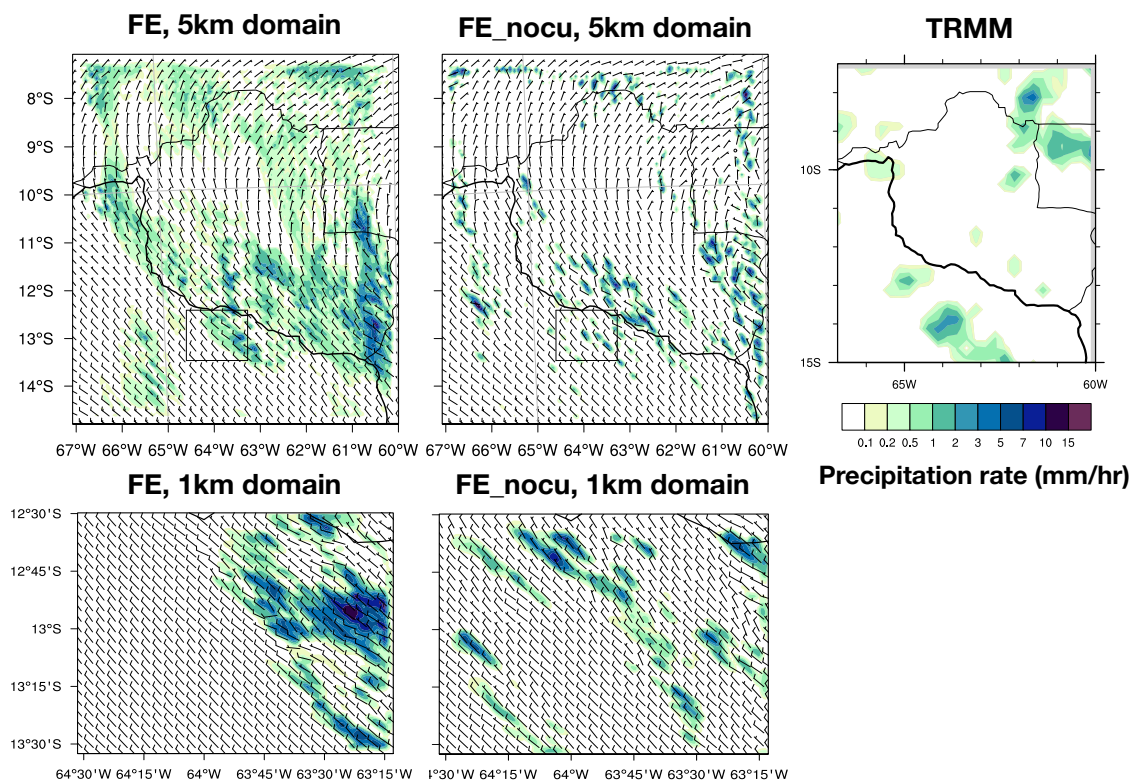 FE, 5km domain
FE_nocu, 5km domain
TRMM
8°S
9°S
10°S
11°S
12°S
13°S
14°S
67°W 66°W 65°W 64°W 63°W 62°W 61°W 60°W
67°W 66°W 65°W 64°W 63°W 62°W 61°W 60°W
10S
15S
65W 60W
0.1 0.2 0.5 1 2 3 5 7 10 15
Precipitation rate (mm/hr)
FE, 1km domain
FE_nocu, 1km domain
12°30'S
12°45'S
13°S
13°15'S
13°30'S
64°30'W 64°15'W 64°W 63°45'W 63°30'W 63°15'W
:30'W 64°15'W 64°W 63°45'W 63°30'W 63°15'W